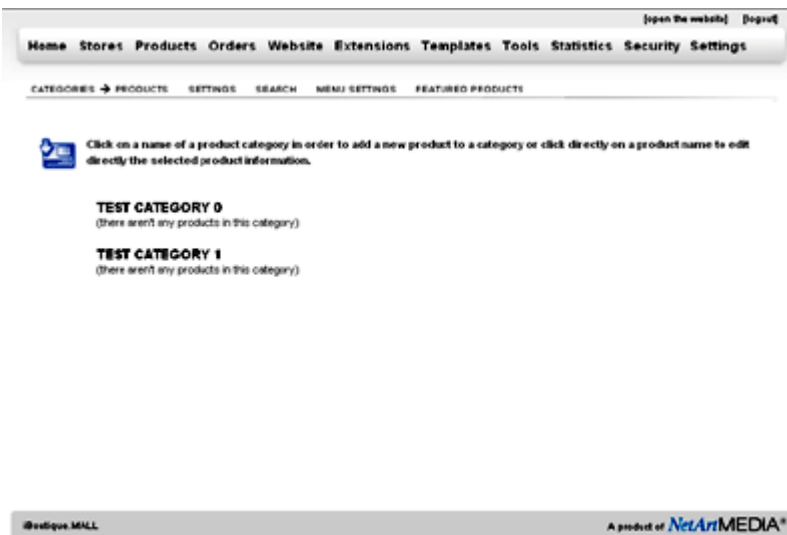 [open the website] [logout]
Home Stores Products Orders Website Extensions Templates Tools Statistics Security Settings
CATEGORIES ➔ PRODUCTS SETTINGS SEARCH MENU SETTINGS FEATURED PRODUCTS
Click on a name of a product category in order to add a new product to a category or click directly on a product name to edit
directly the selected product information.
TEST CATEGORY 0
(there aren't any products in this category)
TEST CATEGORY 1
(there aren't any products in this category)
iBoutique.MALL A product of NetArtMEDIA®